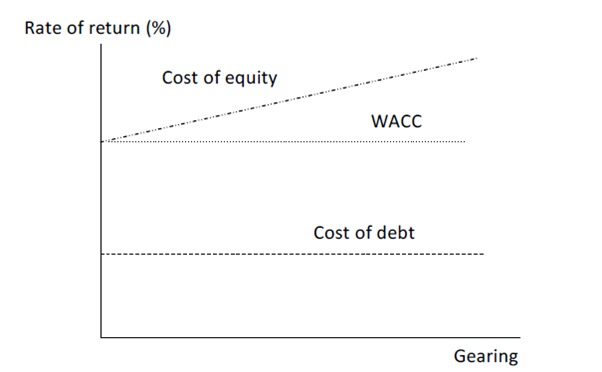 Rate of return (%)
Cost of equity
WACC
Cost of debt
Gearing